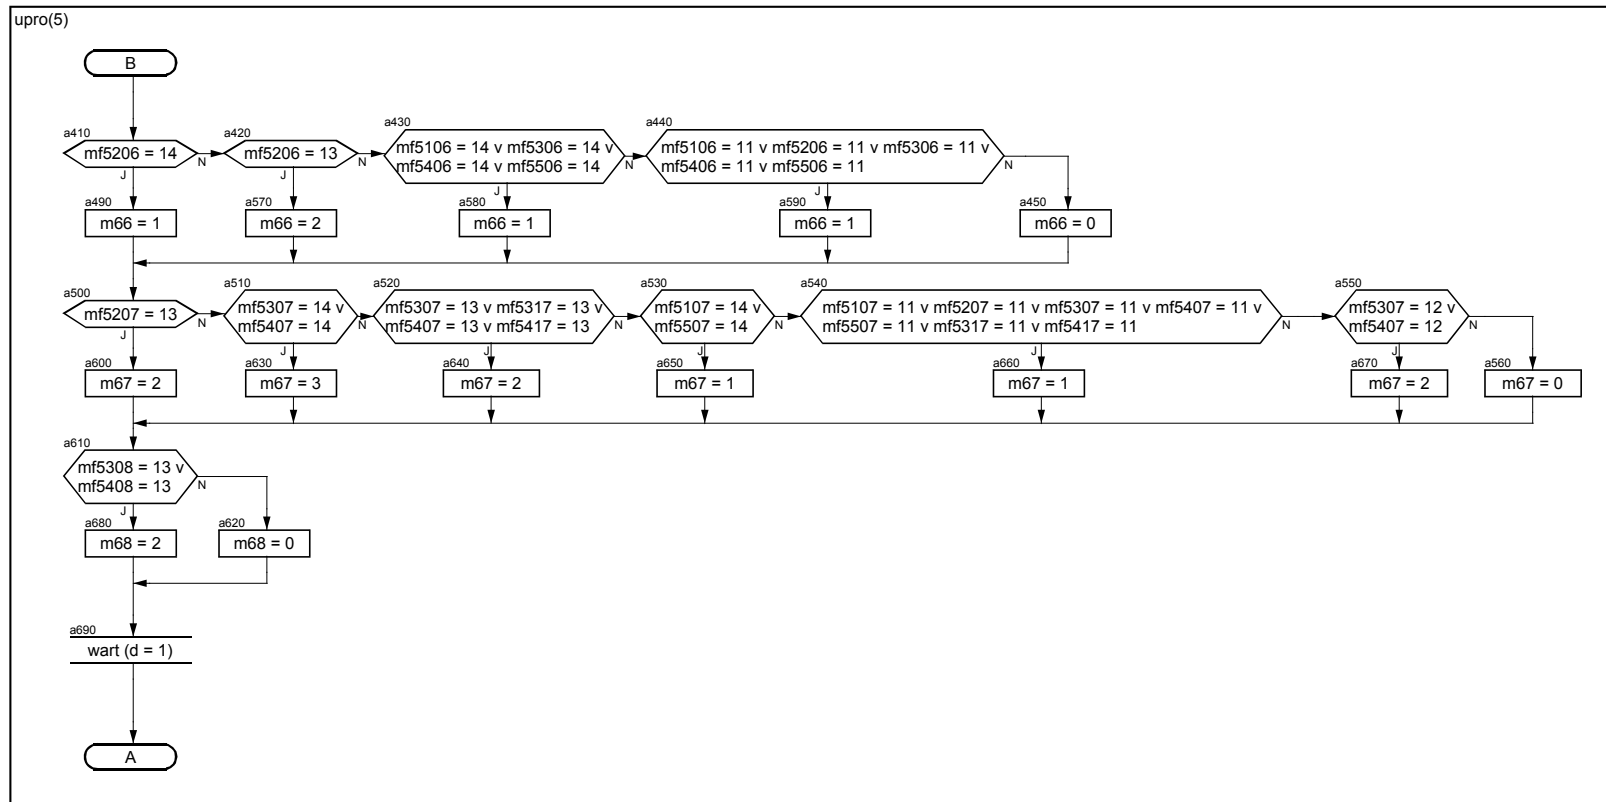 upro(5)
B
a410
mf5206 = 14
N
J
a420
mf5206 = 13
N
J
a430
mf5106 = 14 v mf5306 = 14 v
mf5406 = 14 v mf5506 = 14
N
J
a440
mf5106 = 11 v mf5206 = 11 v mf5306 = 11 v
mf5406 = 11 v mf5506 = 11
N
J
a490
m66 = 1
a570
m66 = 2
a580
m66 = 1
a590
m66 = 1
a450
m66 = 0
a500
mf5207 = 13
N
J
a510
mf5307 = 14 v
mf5407 = 14
N
J
a520
mf5307 = 13 v mf5317 = 13 v
mf5407 = 13 v mf5417 = 13
N
J
a530
mf5107 = 14 v
mf5507 = 14
N
J
a540
mf5107 = 11 v mf5207 = 11 v mf5307 = 11 v mf5407 = 11 v
mf5507 = 11 v mf5317 = 11 v mf5417 = 11
N
J
a550
mf5307 = 12 v
mf5407 = 12
N
J
a600
m67 = 2
a630
m67 = 3
a640
m67 = 2
a650
m67 = 1
a660
m67 = 1
a670
m67 = 2
a560
m67 = 0
a610
mf5308 = 13 v
mf5408 = 13
N
J
a680
m68 = 2
a620
m68 = 0
a690
wart (d = 1)
A